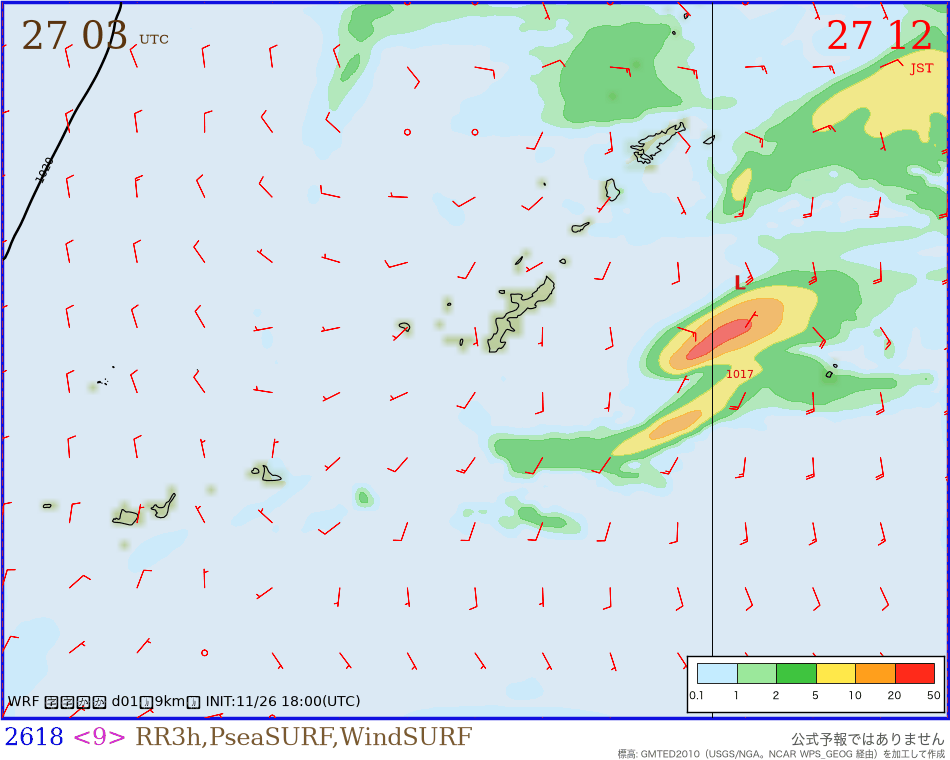 27 03 UTC
27 12
JST
1020
L
1017
WRF d01 9km INIT:11/26 18:00(UTC)
0.1 1 2 5 10 20 50
2618 <9> RR3h,PseaSURF,WindSURF
公式予報ではありません
標高: GMTED2010（USGS/NGA。NCAR WPS_GEOG 経由）を加工して作成